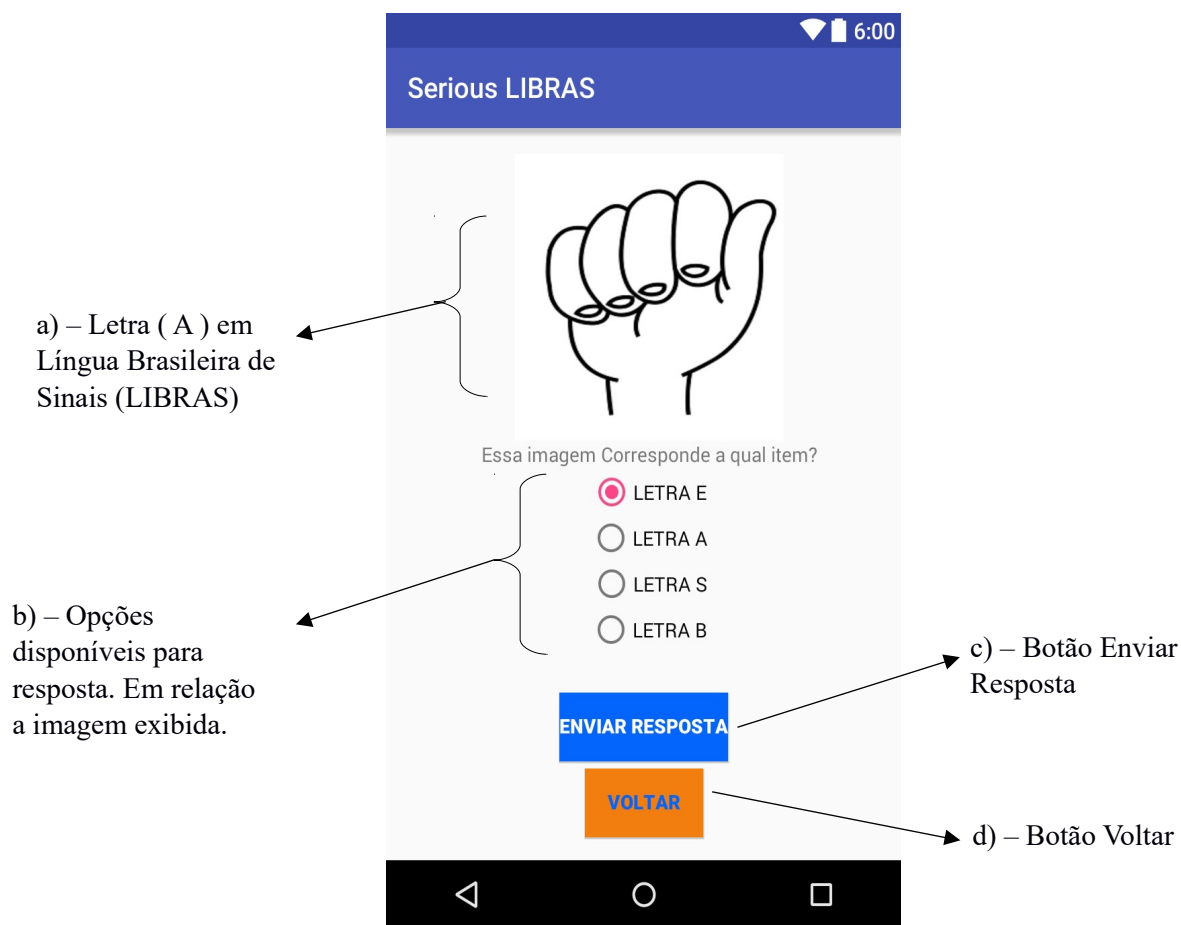 6:00
Serious LIBRAS
a) – Letra ( A ) em
Língua Brasileira de
Sinais (LIBRAS)
Essa imagem Corresponde a qual item?
LETRA E
LETRA A
LETRA S
LETRA B
b) – Opções
disponíveis para
resposta. Em relação
a imagem exibida.
ENVIAR RESPOSTA
c) – Botão Enviar
Resposta
VOLTAR
d) – Botão Voltar